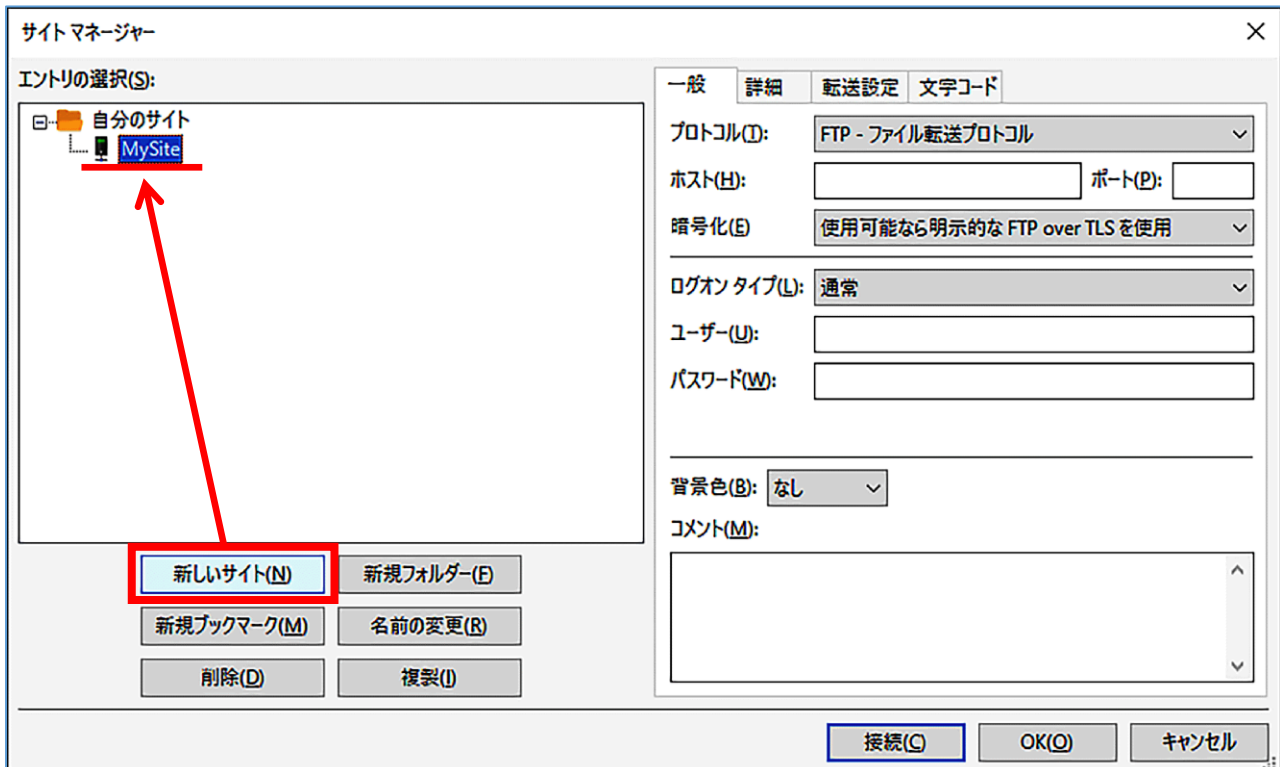 サイト マネージャー
エントリの選択(S):
自分のサイト
MySite
新しいサイト(N)
新規フォルダー(F)
新規ブックマーク(M)
名前の変更(R)
削除(D)
複製(I)
一般
詳細
転送設定
文字コード
プロトコル(T):
FTP - ファイル転送プロトコル
ホスト(H):
ポート(P):
暗号化(E)
使用可能なら明示的な FTP over TLS を使用
ログオン タイプ(L):
通常
ユーザー(U):
パスワード(W):
背景色(B):
なし
コメント(M):
接続(C)
OK(O)
キャンセル